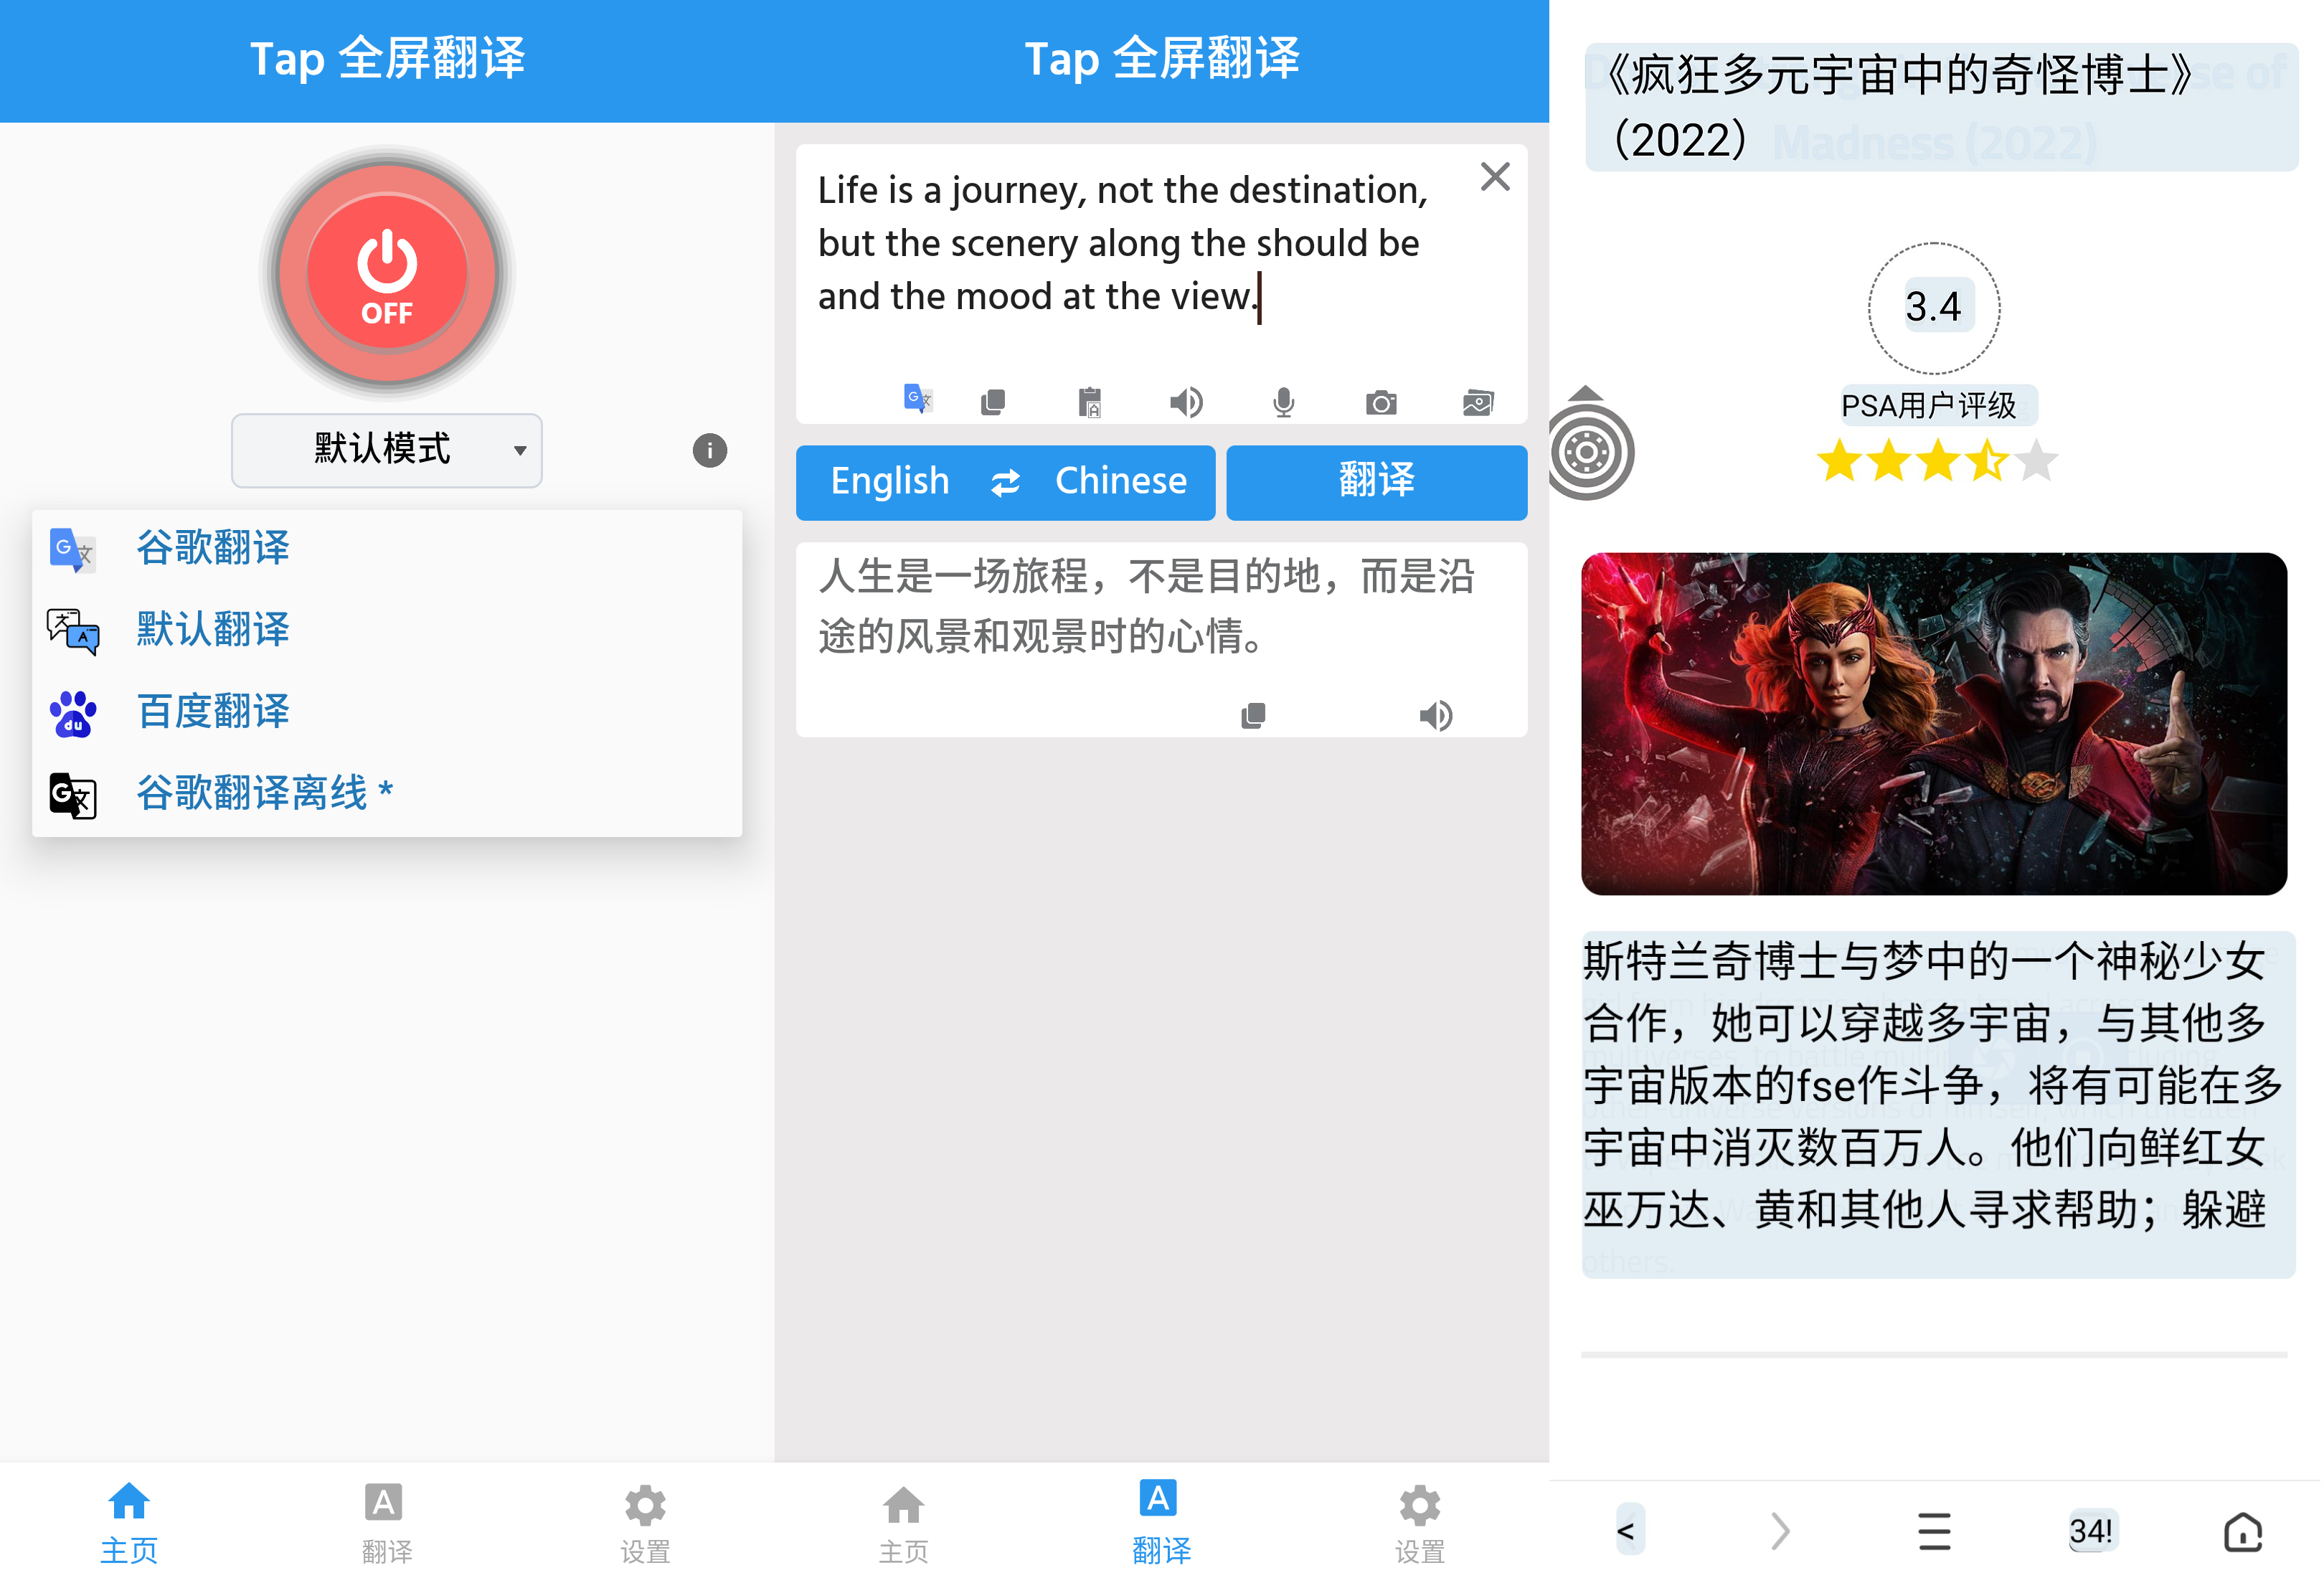 Tap 全屏翻译
OFF
默认模式
谷歌翻译
默认翻译
百度翻译
du
谷歌翻译离线 *
主页
翻译
设置
Tap 全屏翻译
Life is a journey, not the destination,
but the scenery along the should be
and the mood at the view.
English
Chinese
翻译
人生是一场旅程，不是目的地，而是沿
途的风景和观景时的心情。
主页
翻译
设置
《疯狂多元宇宙中的奇怪博士》
（2022）
Madness (2022)
3.4
PSA用户评级
斯特兰奇博士与梦中的一个神秘少女
合作，她可以穿越多宇宙，与其他多
宇宙版本的fse作斗争，将有可能在多
宇宙中消灭数百万人。他们向鲜红女
巫万达、黄和其他人寻求帮助；躲避
others.
<
34!